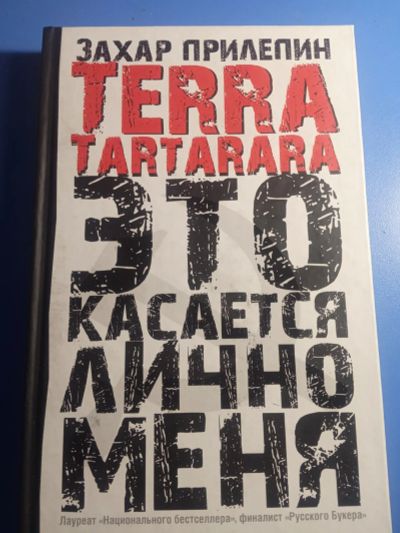 ЗАХАР ПРИЛЕПИН
TERRA
TARTARARA
ЭТО
КАСАЕТСЯ
ЛИЧНО
МЕНЯ
Лауреат «Национального бестселлера», финалист «Русского Букера»